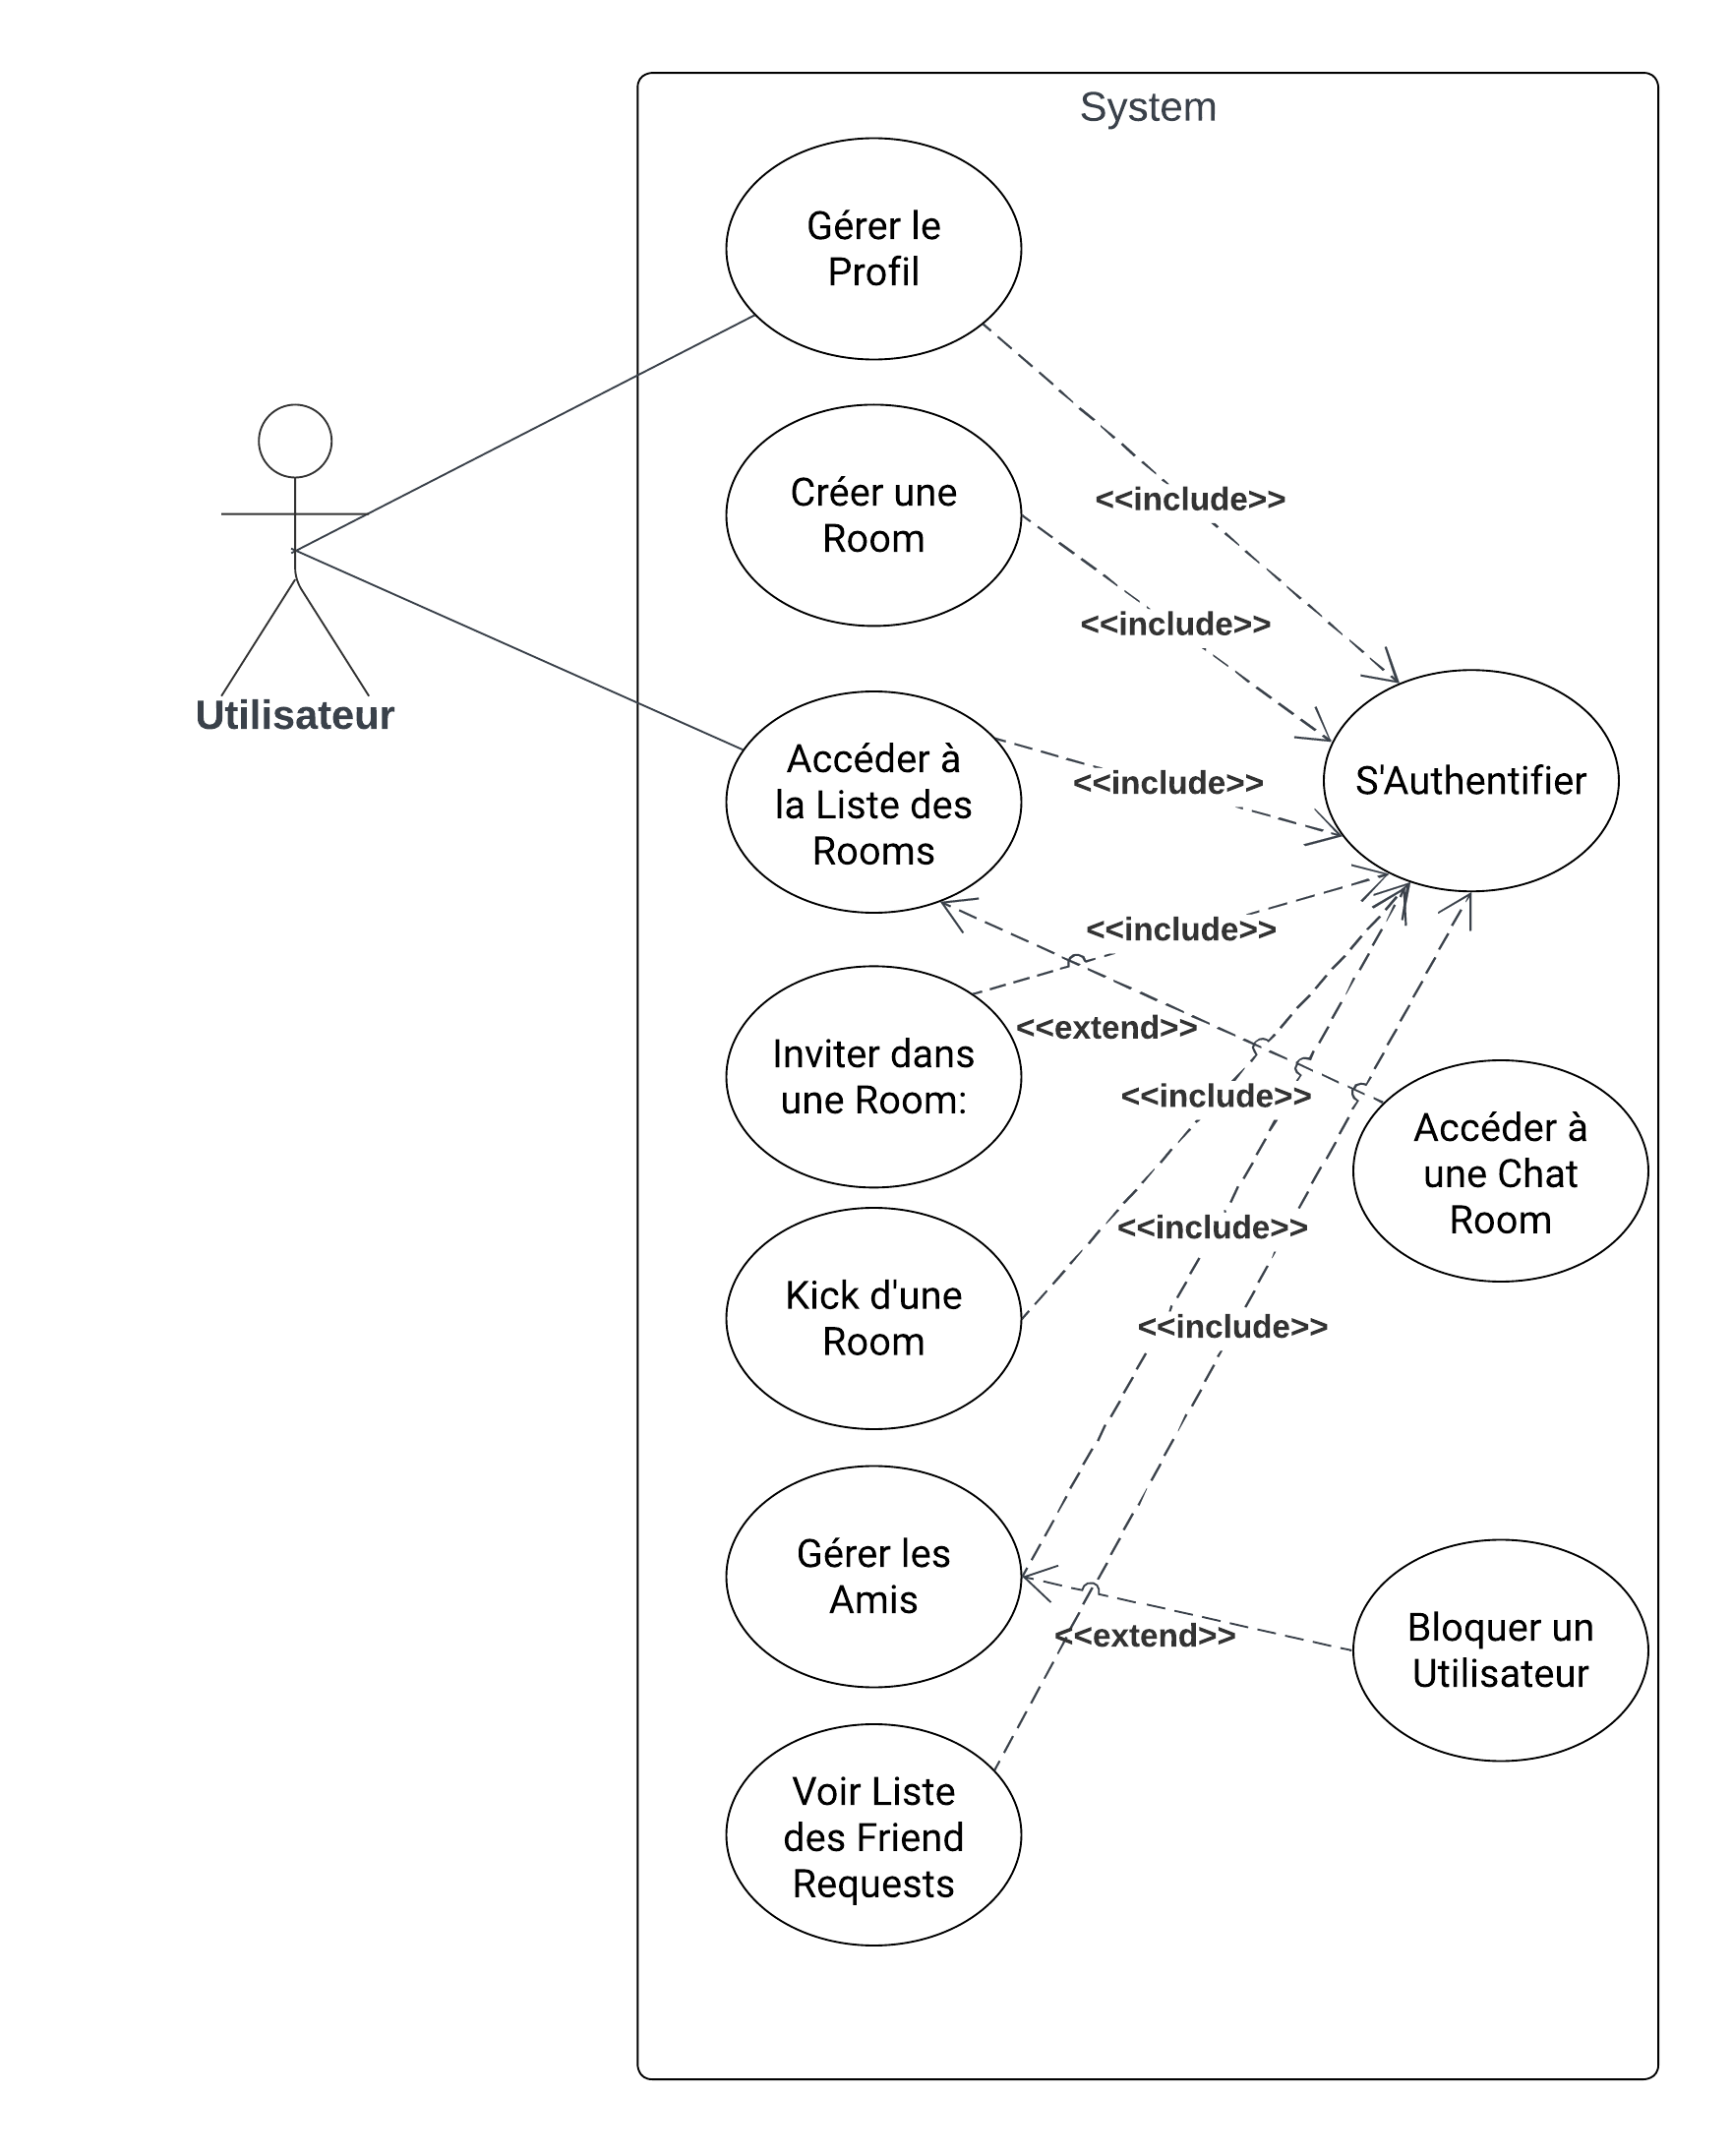 System
Gérer le
Profil
Créer une
Room
<<include>>
<<include>>
Utilisateur
Accéder à
la Liste des
Rooms
<<include>>
S'Authentifier
<<include>>
<<extend>>
Inviter dans
une Room:
<<include>>
Accéder à
une Chat
Room
<<include>>
Kick d'une
Room
<<include>>
Gérer les
Amis
<<extend>>
Bloquer un
Utilisateur
Voir Liste
des Friend
Requests